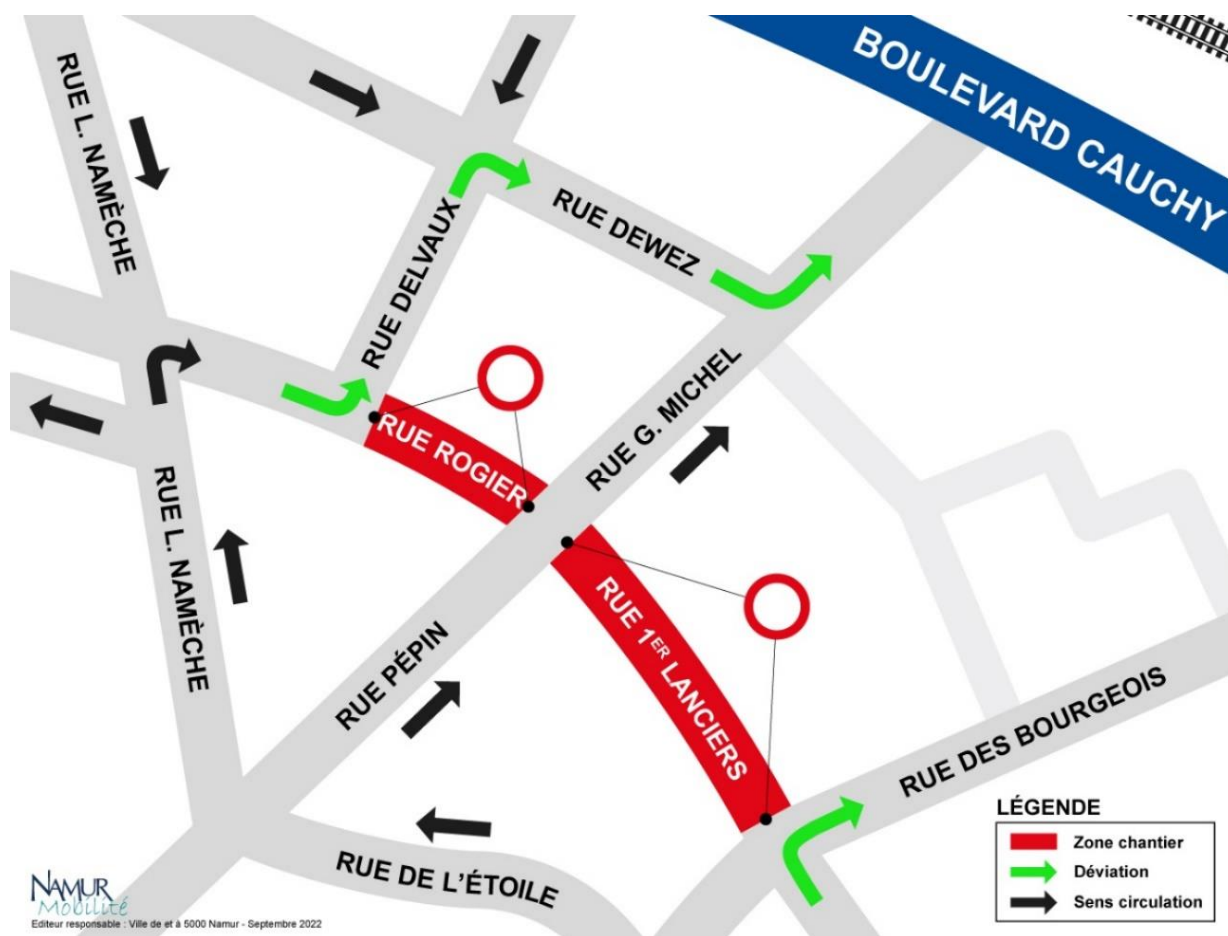 BOULEVARD CAUCHY
RUE L. NAMÈCHE
RUE DEWEZ
RUE DELVAUX
RUE G. MICHEL
RUE ROGIER
RUE L. NAMÈCHE
RUE 1ER LANCIERS
RUE PÉPIN
RUE DES BOURGEOIS
RUE DE L'ÉTOILE
LÉGENDE
Zone chantier
Déviation
Sens circulation
NAMUR
Mobilité
Editeur responsable : Ville de et à 5000 Namur - Septembre 2022